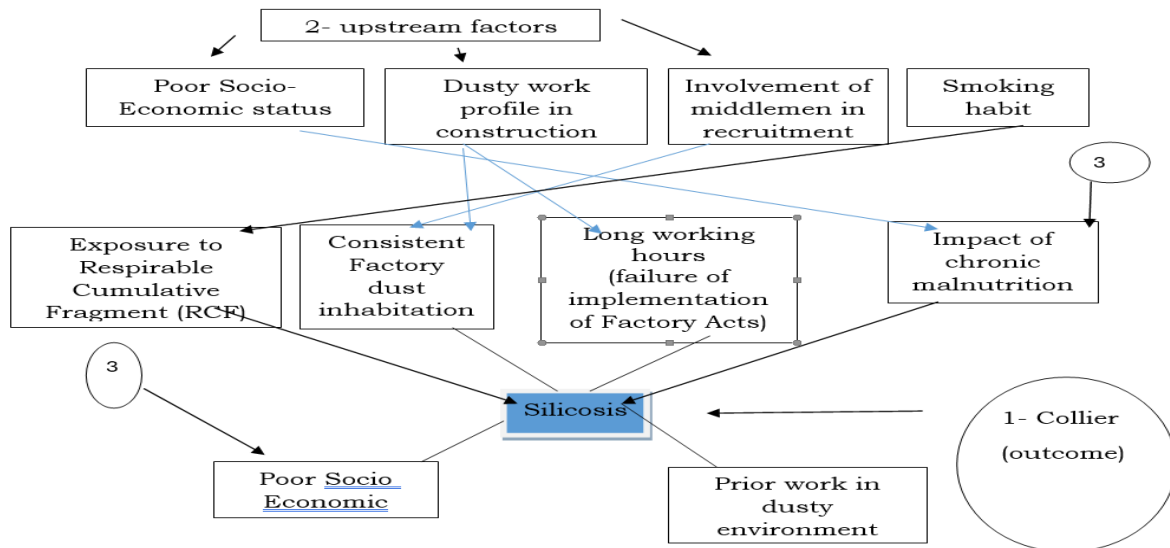 2- upstream factors
Poor Socio-
Economic status
Dusty work
profile in
construction
Involvement of
middlemen in
recruitment
Smoking
habit
3
Exposure to
Respirable
Cumulative
Fragment (RCF)
Consistent
Factory
dust
inhabitation
Long working
hours
(failure of
implementation
of Factory Acts)
Impact of
chronic
malnutrition
3
Silicosis
1- Collier
(outcome)
Poor Socio
Economic
Prior work in
dusty
environment